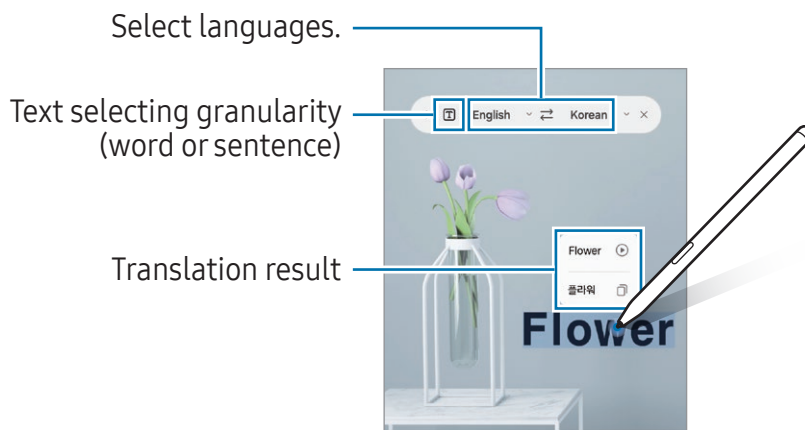 Select languages.
Text selecting granularity
(word or sentence)
T English Korean
Translation result
Flower
플라워
Flower